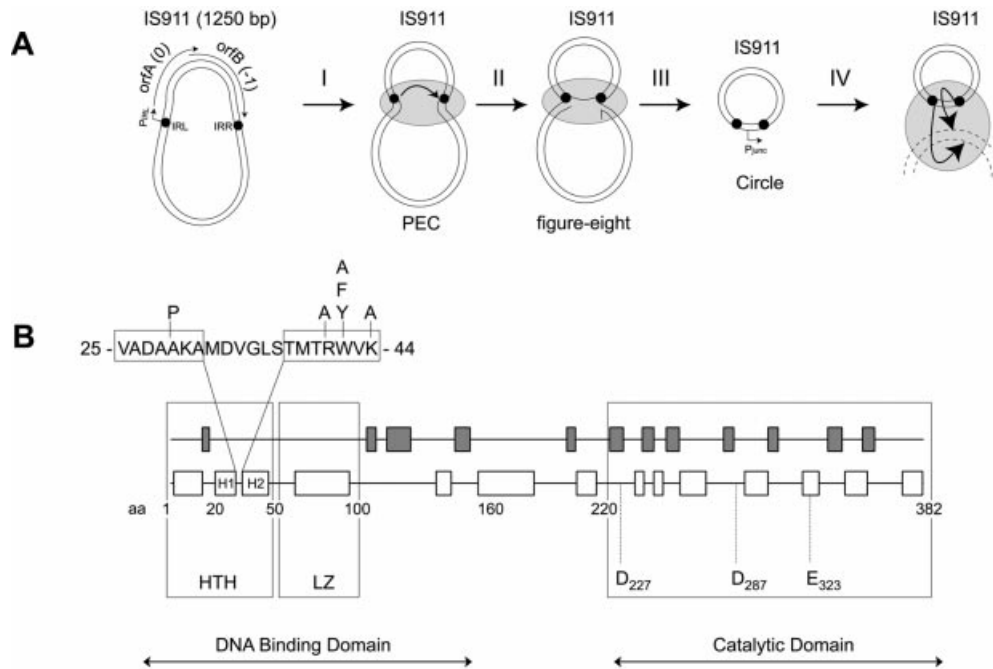 A
IS911 (1250 bp)
IS911
IS911
IS911
IS911
orfA (0)
orfB (-1)
I
II
III
IV
PIRL
IRL
IRR
Pjunc
PEC
figure-eight
Circle
B
A
F
P
A Y A
25 - VADAAKAMDVGLSTMTRWVK - 44
H1
H2
aa 1 20 50 100 160 220 382
HTH
LZ
D227
D287
E323
DNA Binding Domain
Catalytic Domain